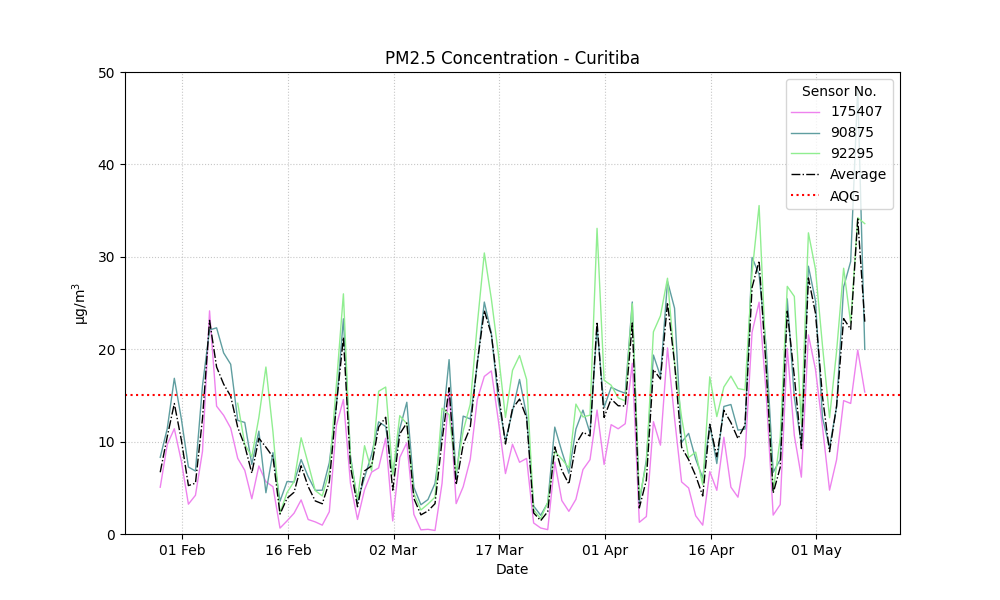 PM2.5 Concentration - Curitiba
50
40
30
20
10
0
µg/m³
01 Feb
16 Feb
02 Mar
17 Mar
01 Apr
16 Apr
01 May
Date
Sensor No.
175407
90875
92295
Average
AQG